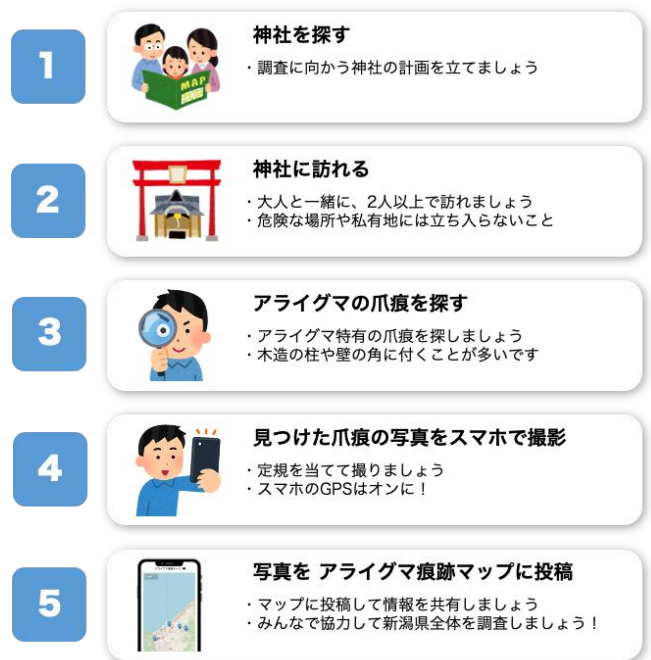 1
神社を探す
・調査に向かう神社の計画を立てましょう
MAP
2
神社に訪れる
・大人と一緒に、2人以上で訪れましょう
・危険な場所や私有地には立ち入らないこと
3
アライグマの爪痕を探す
・アライグマ特有の爪痕を探しましょう
・木造の柱や壁の角に付くことが多いです
4
見つけた爪痕の写真をスマホで撮影
・定規を当てて撮りましょう
・スマホのGPSはオンに！
5
写真を アライグマ痕跡マップに投稿
・マップに投稿して情報を共有しましょう
・みんなで協力して新潟県全体を調査しましょう！